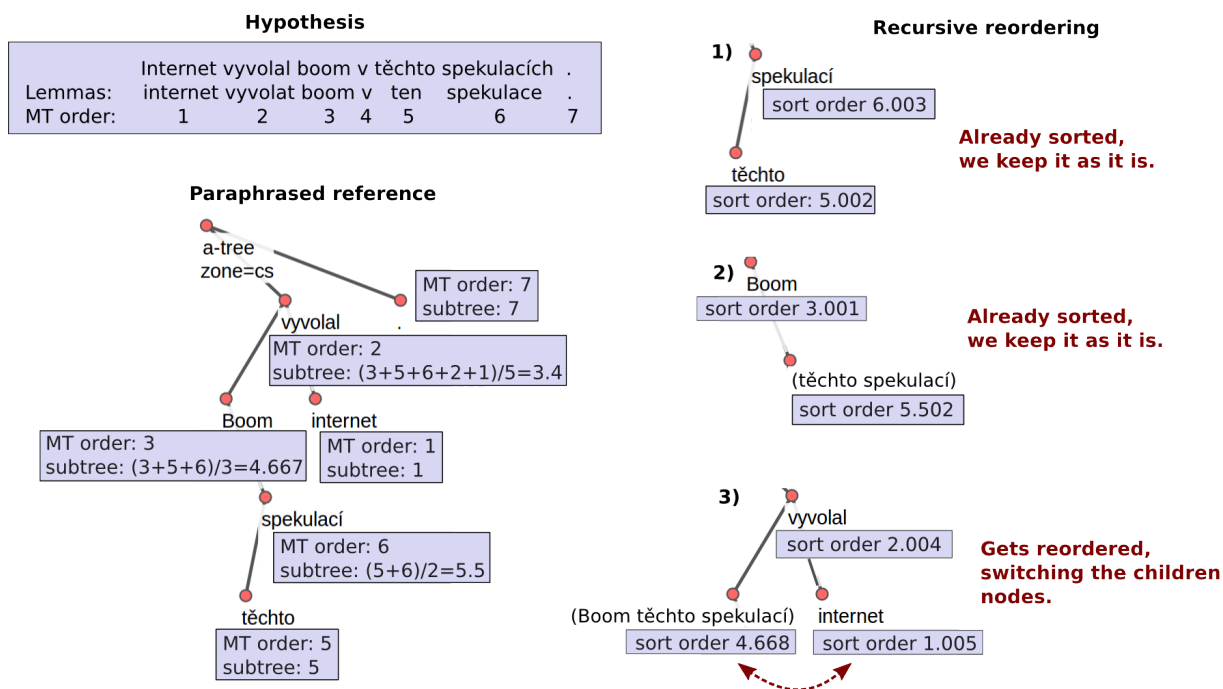 Hypothesis
Internet vyvolal boom v těchto spekulacích .
Lemmas: internet vyvolat boom v ten spekulace .
MT order: 1 2 3 4 5 6 7
Paraphrased reference
a-tree
zone=cs
MT order: 7
subtree: 7
.
vyvolal
MT order: 2
subtree: (3+5+6+2+1)/5=3.4
Boom
MT order: 3
subtree: (3+5+6)/3=4.667
internet
MT order: 1
subtree: 1
spekulací
MT order: 6
subtree: (5+6)/2=5.5
těchto
MT order: 5
subtree: 5
Recursive reordering
1)
spekulací
sort order 6.003
těchto
sort order: 5.002
Already sorted,
we keep it as it is.
2)
Boom
sort order 3.001
(těchto spekulací)
sort order 5.502
Already sorted,
we keep it as it is.
3)
vyvolal
sort order 2.004
(Boom těchto spekulací)
sort order 4.668
internet
sort order 1.005
Gets reordered,
switching the children
nodes.